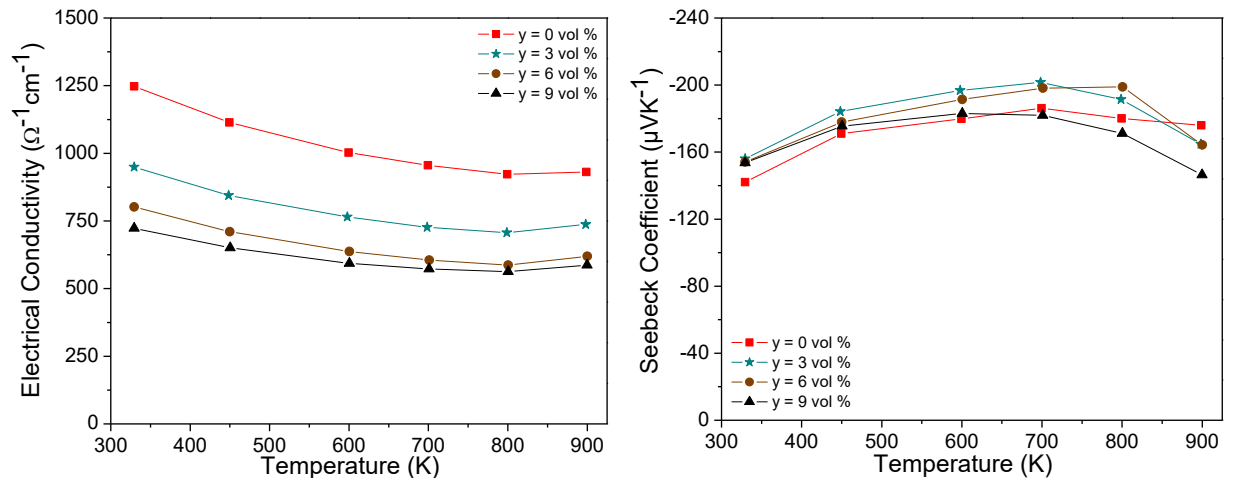 1500
1250
1000
750
500
250
0
Electrical Conductivity (Ω⁻¹cm⁻¹)
y = 0 vol %
y = 3 vol %
y = 6 vol %
y = 9 vol %
300 400 500 600 700 800 900
Temperature (K)
-240
-200
-160
-120
-80
-40
0
Seebeck Coefficient (µVK⁻¹)
y = 0 vol %
y = 3 vol %
y = 6 vol %
y = 9 vol %
300 400 500 600 700 800 900
Temperature (K)